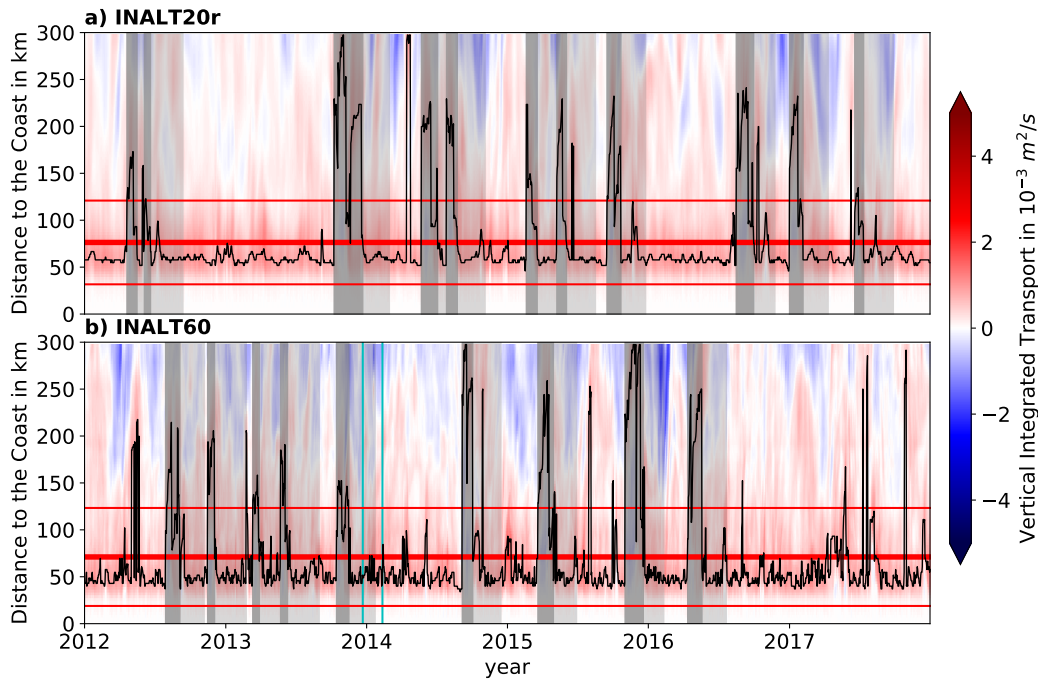 a) INALT20r
300
250
200
150
100
50
0
Distance to the Coast in km
b) INALT60
300
250
200
150
100
50
0
Distance to the Coast in km
2012 2013 2014 2015 2016 2017
year
4
2
0
−2
−4
Vertical Integrated Transport in 10⁻³ m²/s